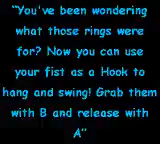 "You've been wondering
what those rings were
for? Now you can use
your fist as a Hook to
hang and swing! Grab them
with B and release with
A"